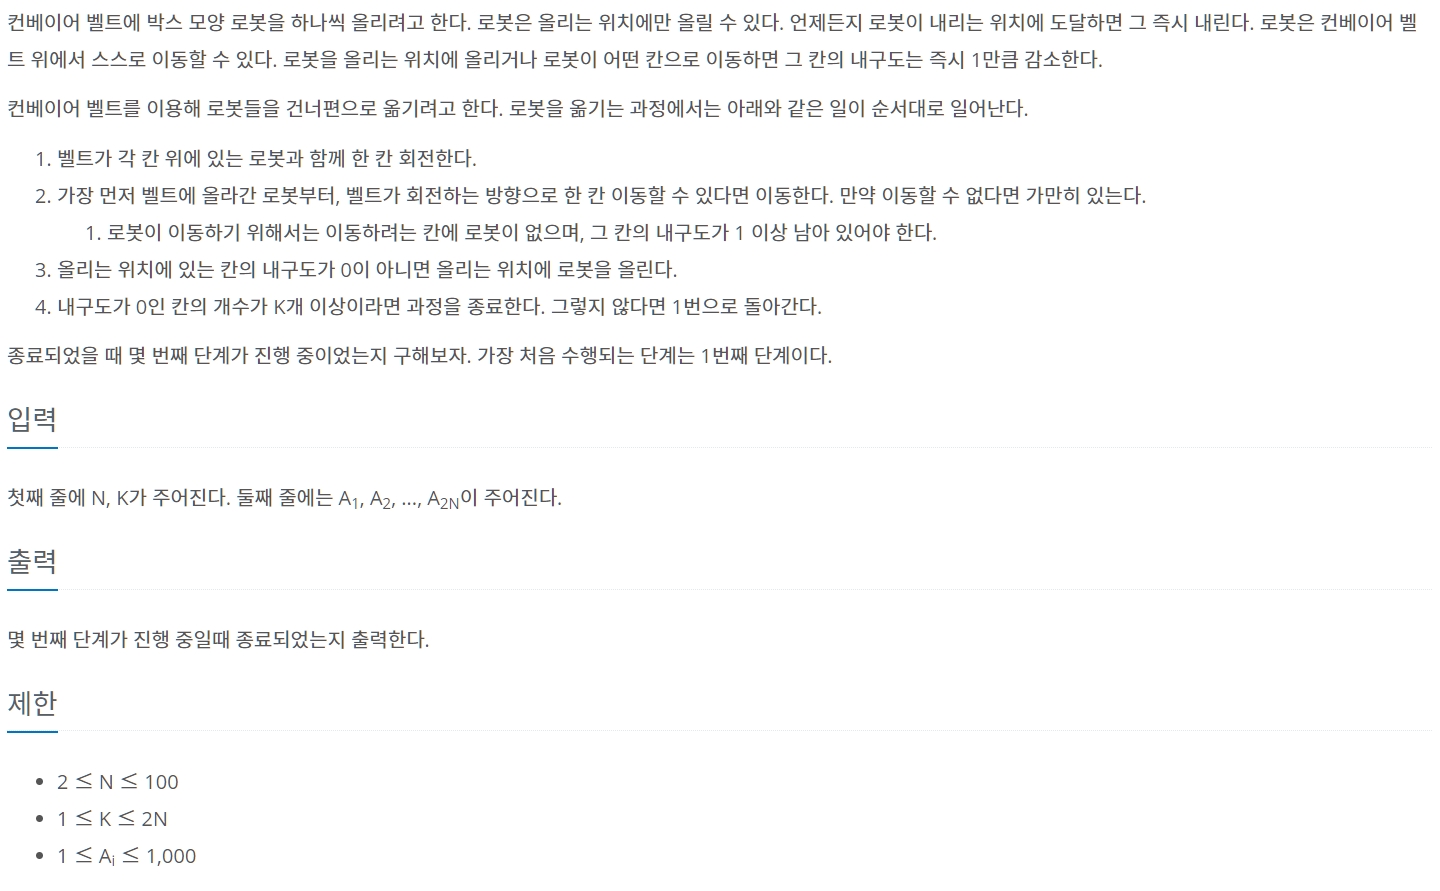 컨베이어 벨트에 박스 모양 로봇을 하나씩 올리려고 한다. 로봇은 올리는 위치에만 올릴 수 있다. 언제든지 로봇이 내리는 위치에 도달하면 그 즉시 내린다. 로봇은 컨베이어 벨
트 위에서 스스로 이동할 수 있다. 로봇을 올리는 위치에 올리거나 로봇이 어떤 칸으로 이동하면 그 칸의 내구도는 즉시 1만큼 감소한다.
컨베이어 벨트를 이용해 로봇들을 건너편으로 옮기려고 한다. 로봇을 옮기는 과정에서는 아래와 같은 일이 순서대로 일어난다.
1. 벨트가 각 칸 위에 있는 로봇과 함께 한 칸 회전한다.
2. 가장 먼저 벨트에 올라간 로봇부터, 벨트가 회전하는 방향으로 한 칸 이동할 수 있다면 이동한다. 만약 이동할 수 없다면 가만히 있는다.
1. 로봇이 이동하기 위해서는 이동하려는 칸에 로봇이 없으며, 그 칸의 내구도가 1 이상 남아 있어야 한다.
3. 올리는 위치에 있는 칸의 내구도가 0이 아니면 올리는 위치에 로봇을 올린다.
4. 내구도가 0인 칸의 개수가 K개 이상이라면 과정을 종료한다. 그렇지 않다면 1번으로 돌아간다.
종료되었을 때 몇 번째 단계가 진행 중이었는지 구해보자. 가장 처음 수행되는 단계는 1번째 단계이다.
입력
첫째 줄에 N, K가 주어진다. 둘째 줄에는 A1, A2, ..., A2N이 주어진다.
출력
몇 번째 단계가 진행 중일때 종료되었는지 출력한다.
제한
• 2 ≤ N ≤ 100
• 1 ≤ K ≤ 2N
• 1 ≤ Ai ≤ 1,000